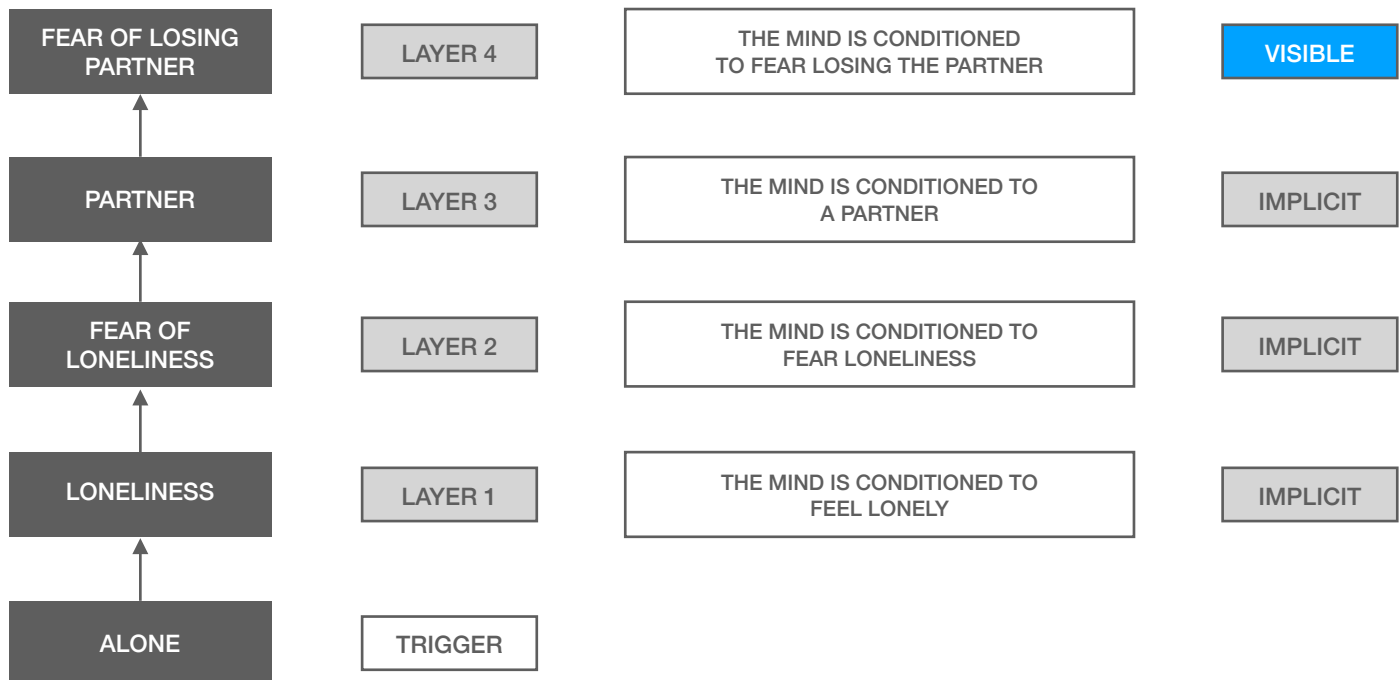 FEAR OF LOSING
PARTNER
LAYER 4
THE MIND IS CONDITIONED
TO FEAR LOSING THE PARTNER
VISIBLE
PARTNER
LAYER 3
THE MIND IS CONDITIONED TO
A PARTNER
IMPLICIT
FEAR OF
LONELINESS
LAYER 2
THE MIND IS CONDITIONED TO
FEAR LONELINESS
IMPLICIT
LONELINESS
LAYER 1
THE MIND IS CONDITIONED TO
FEEL LONELY
IMPLICIT
ALONE
TRIGGER